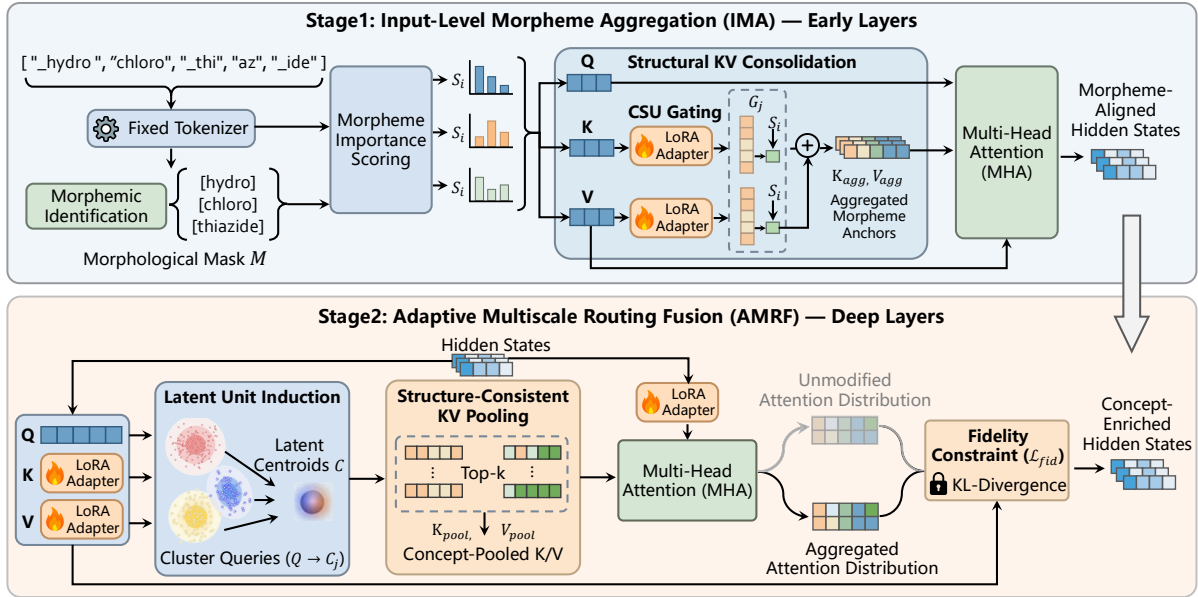 Stage1: Input-Level Morpheme Aggregation (IMA) — Early Layers
[ "_hydro ", "chloro", "_thi", "az", "_ide" ]
Fixed Tokenizer
Morphemic
Identification
[hydro]
[chloro]
[thiazide]
Morphological Mask M
Morpheme
Importance
Scoring
S_i
S_i
S_i
Structural KV Consolidation
Q
K
V
CSU Gating
LoRA
Adapter
LoRA
Adapter
G_j
S_i
S_i
K_agg, V_agg
Aggregated
Morpheme
Anchors
Multi-Head
Attention
(MHA)
Morpheme-
Aligned
Hidden States
Stage2: Adaptive Multiscale Routing Fusion (AMRF) — Deep Layers
Hidden States
Q
K
LoRA
Adapter
V
LoRA
Adapter
Latent Unit Induction
Latent
Centroids C
Cluster Queries (Q → C_j)
Structure-Consistent
KV Pooling
Top-k
K_pool, V_pool
Concept-Pooled K/V
LoRA
Adapter
Multi-Head
Attention (MHA)
Unmodified
Attention Distribution
Aggregated
Attention Distribution
Fidelity
Constraint (ℒ_fid)
KL-Divergence
Concept-
Enriched
Hidden States